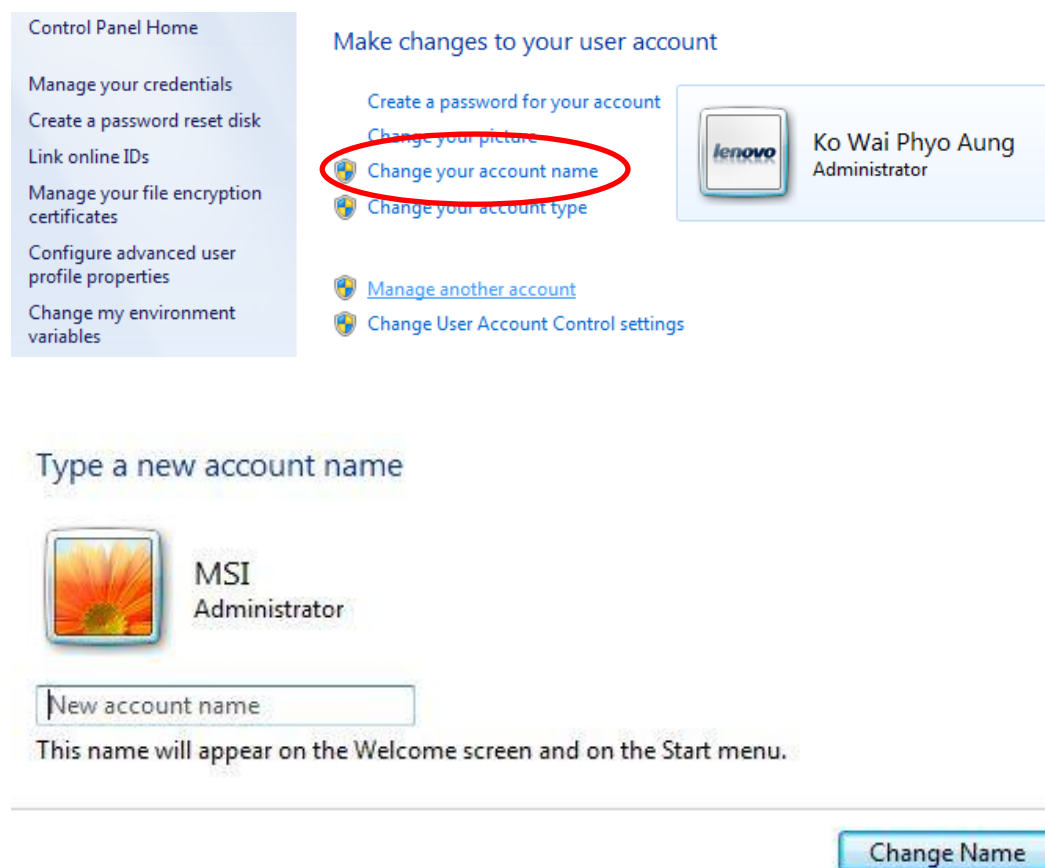 Control Panel Home
Manage your credentials
Create a password reset disk
Link online IDs
Manage your file encryption
certificates
Configure advanced user
profile properties
Change my environment
variables
Make changes to your user account
Create a password for your account
Change your picture
Change your account name
Change your account type
Manage another account
Change User Account Control settings
lenovo
Ko Wai Phyo Aung
Administrator
Type a new account name
MSI
Administrator
New account name
This name will appear on the Welcome screen and on the Start menu.
Change Name